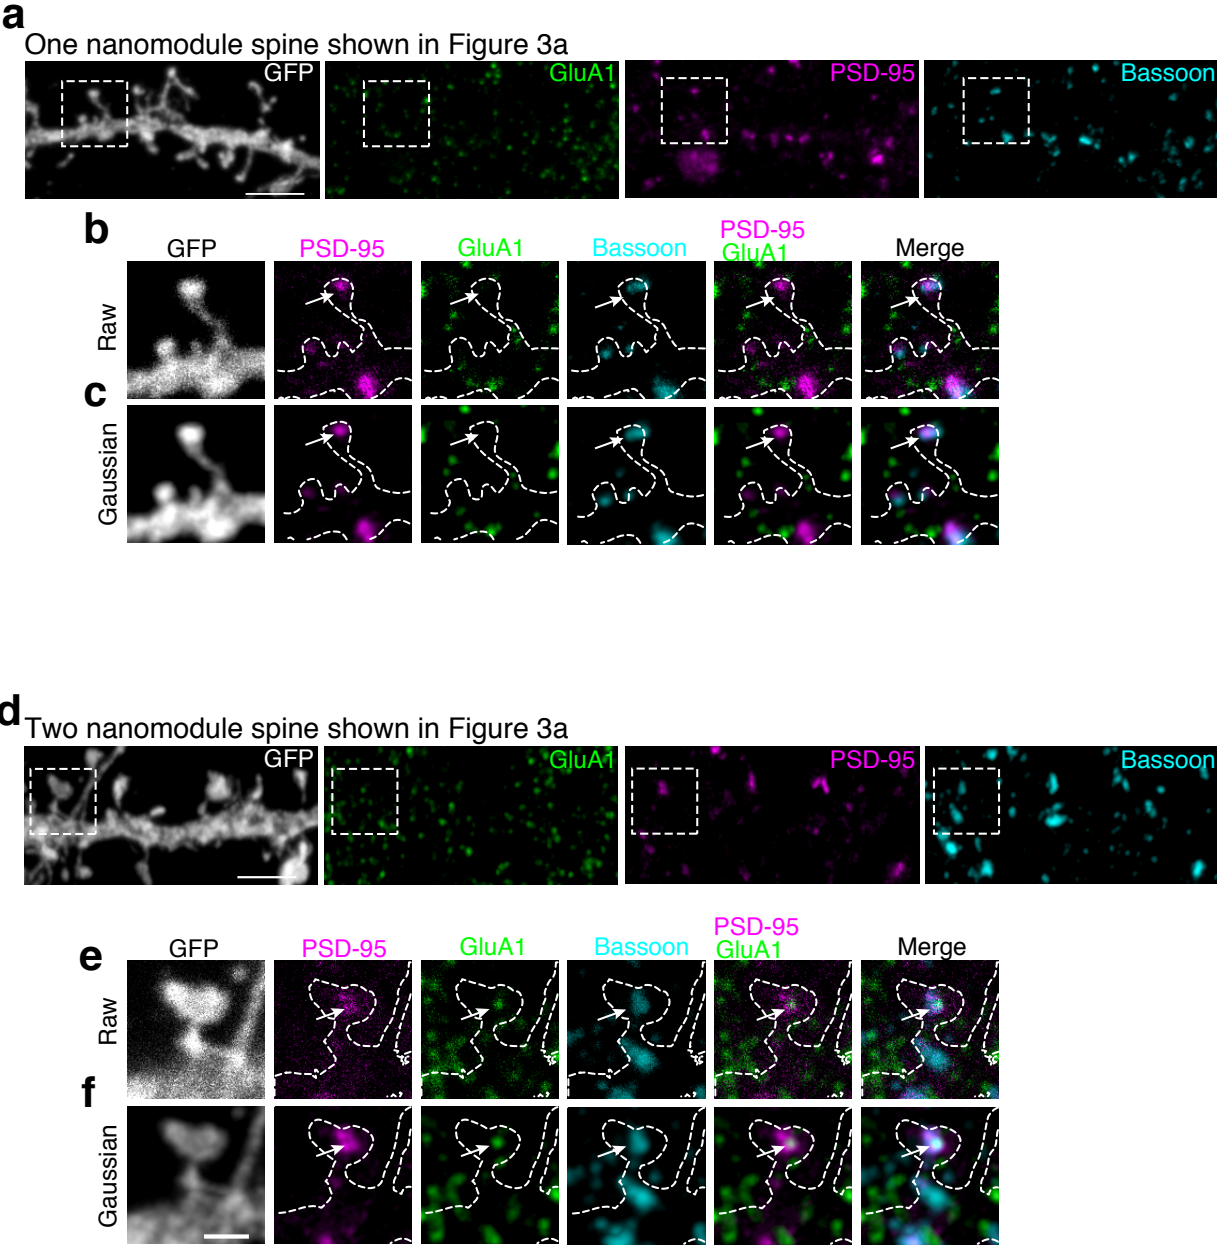 a
One nanomodule spine shown in Figure 3a
GFP
GluA1
PSD-95
Bassoon
b
GFP
PSD-95
GluA1
Bassoon
PSD-95
GluA1
Merge
Raw
c
Gaussian
d
Two nanomodule spine shown in Figure 3a
GFP
GluA1
PSD-95
Bassoon
e
GFP
PSD-95
GluA1
Bassoon
PSD-95
GluA1
Merge
Raw
f
Gaussian